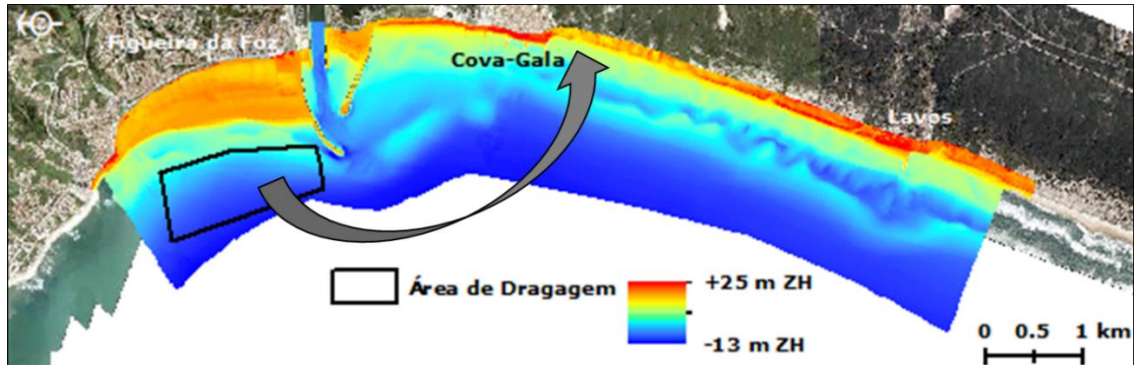 Figueira da Foz
Cova-Gala
Lavos
Área de Dragagem
+25 m ZH
-13 m ZH
0 0.5 1 km